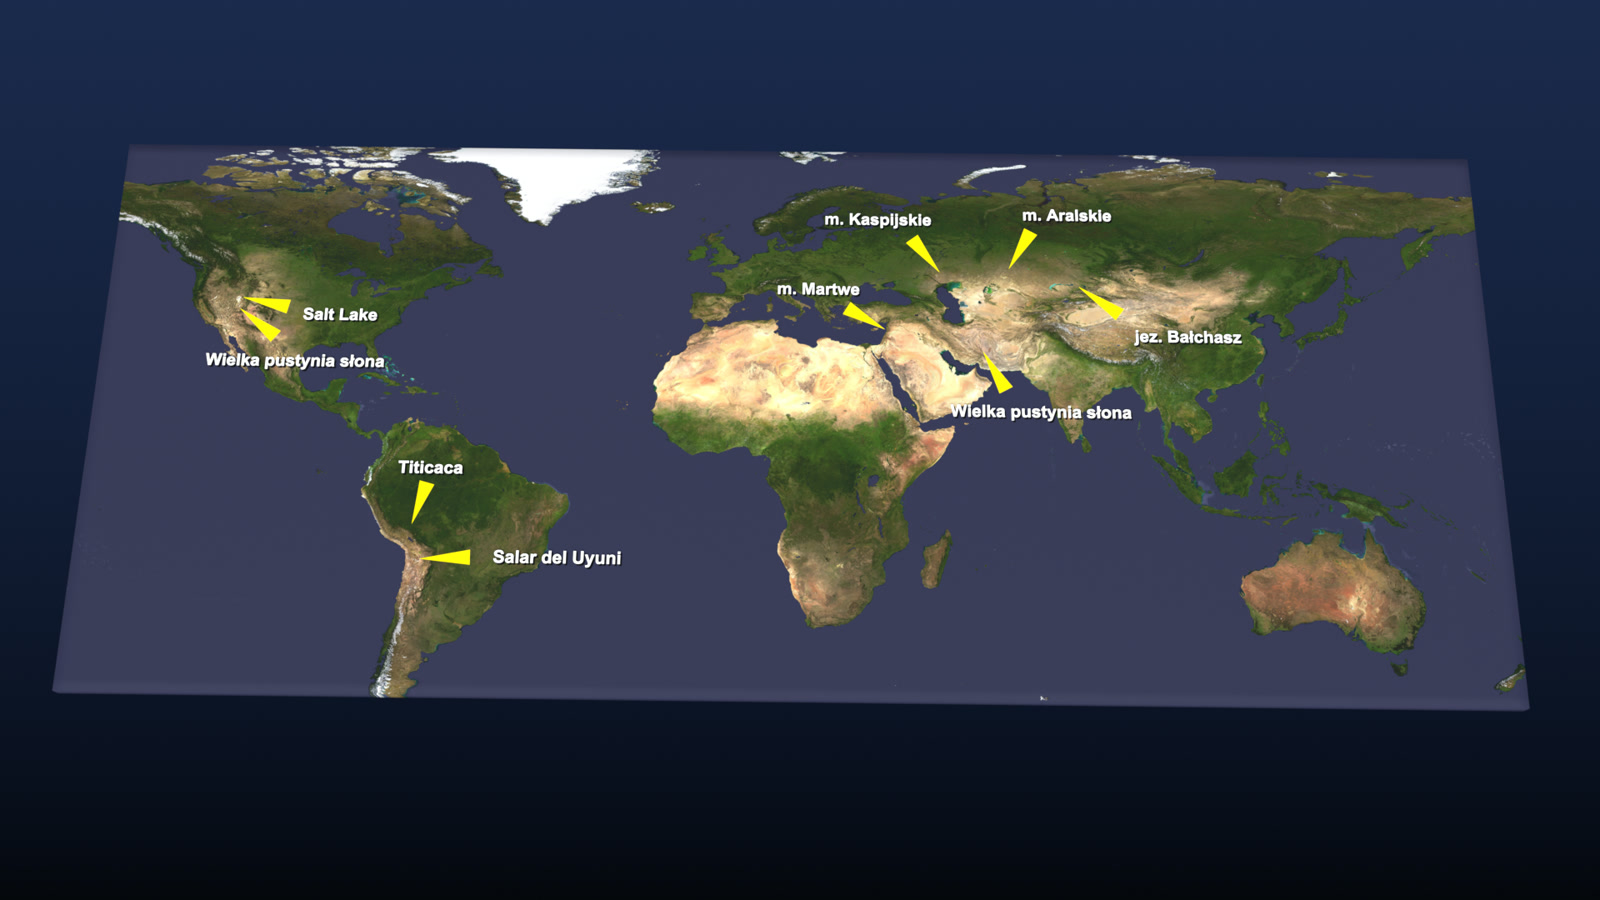 m. Kaspijskie
m. Aralskie
m. Martwe
Salt Lake
jez. Bałchasz
Wielka pustynia słona
Wielka pustynia słona
Titicaca
Salar del Uyuni